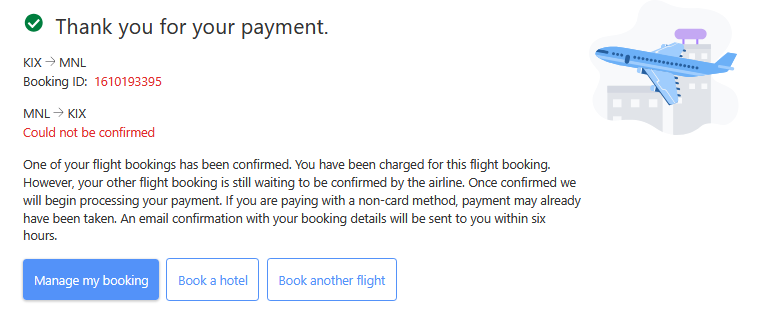 Thank you for your payment.
KIX → MNL
Booking ID: 1610193395
MNL → KIX
Could not be confirmed
One of your flight bookings has been confirmed. You have been charged for this flight booking.
However, your other flight booking is still waiting to be confirmed by the airline. Once confirmed we
will begin processing your payment. If you are paying with a non-card method, payment may already
have been taken. An email confirmation with your booking details will be sent to you within six
hours.
Manage my booking
Book a hotel
Book another flight